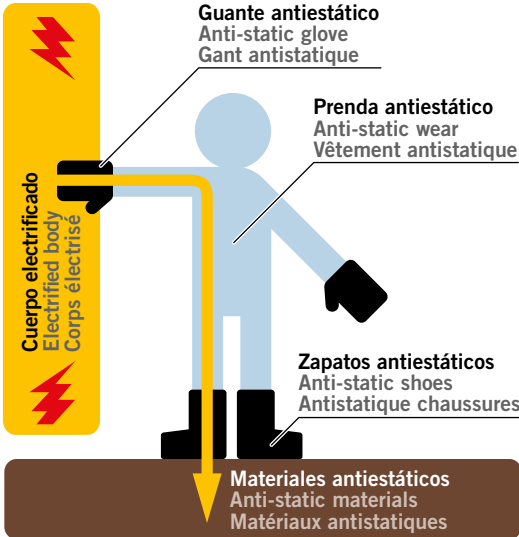 Guante antiestático
Anti-static glove
Gant antistatique
Prenda antiestático
Anti-static wear
Vêtement antistatique
Cuerpo electrificado
Electrified body
Corps électrisé
Zapatos antiestáticos
Anti-static shoes
Antistatique chaussures
Materiales antiestáticos
Anti-static materials
Matériaux antistatiques